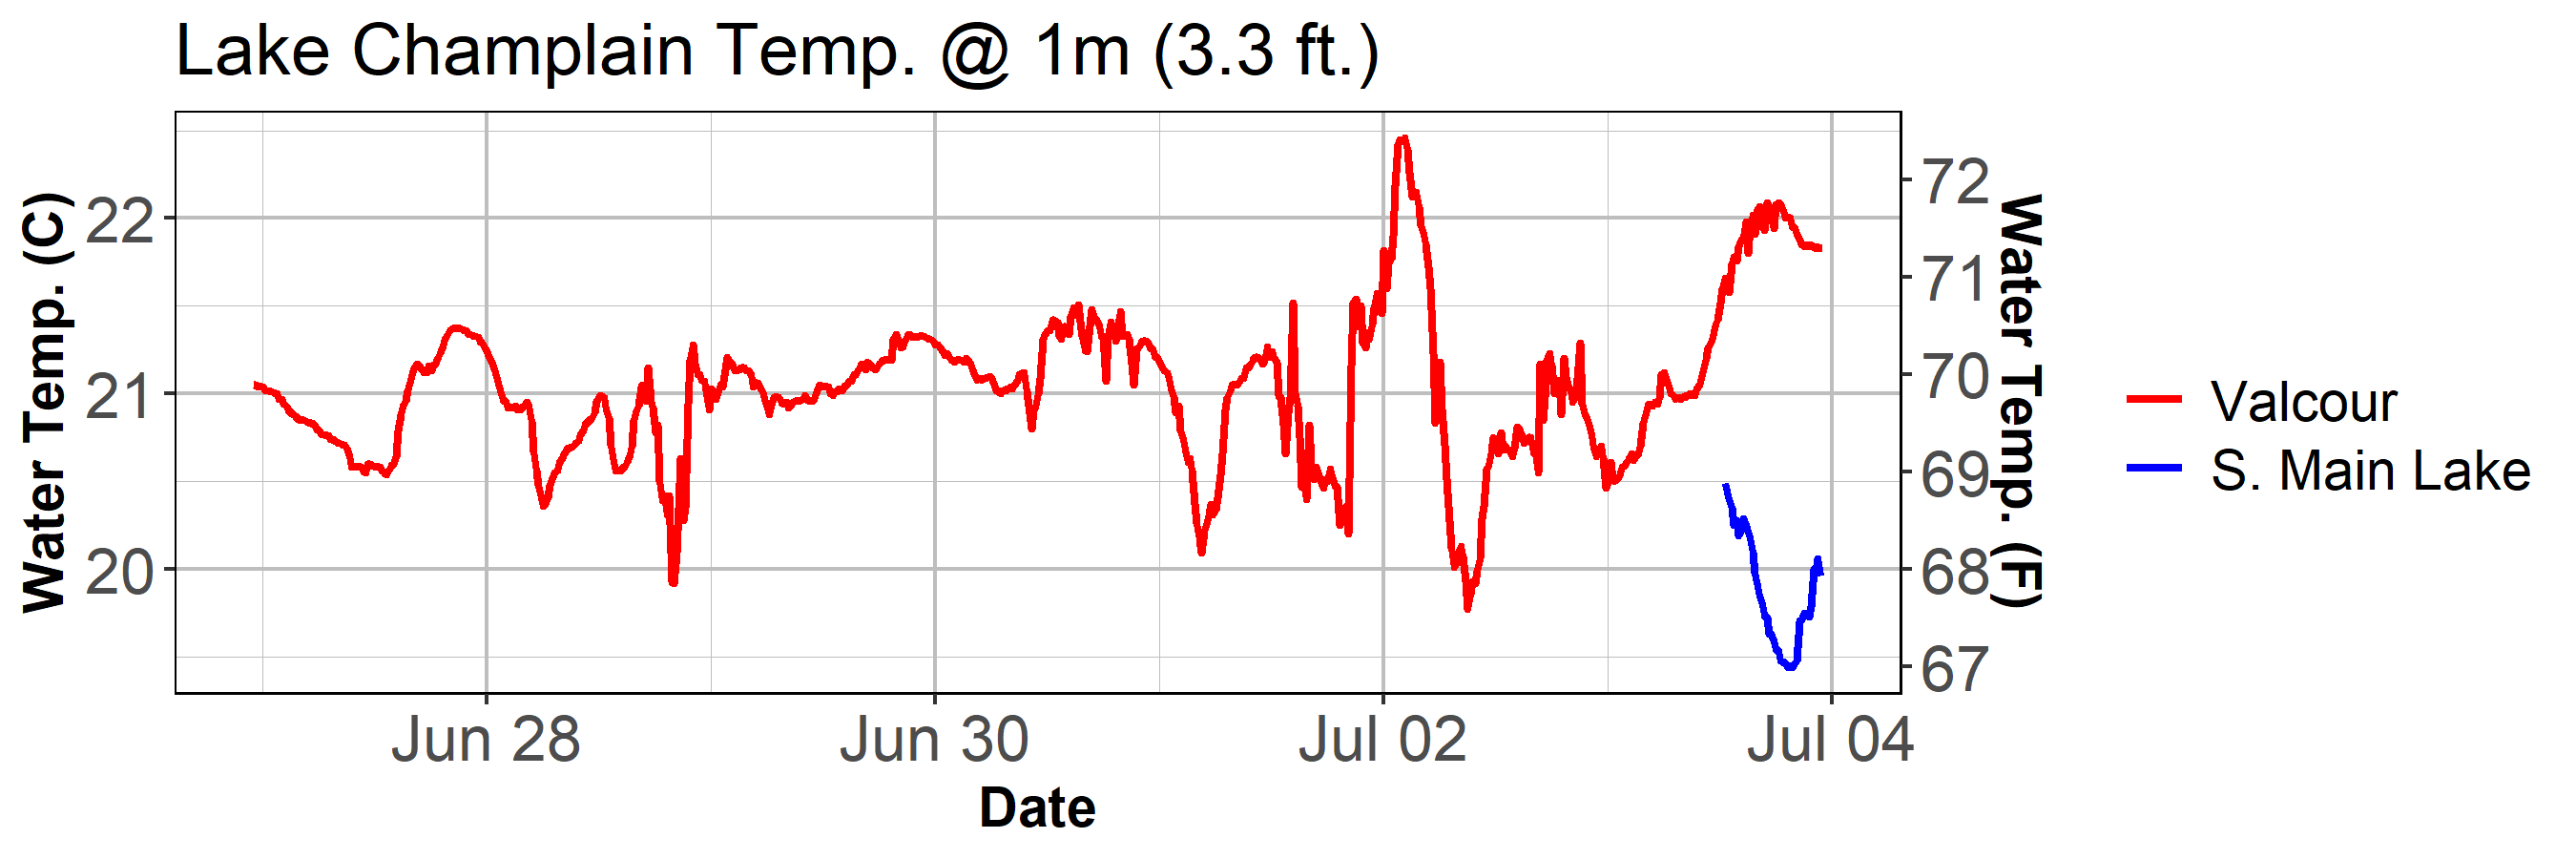 Lake Champlain Temp. @ 1m (3.3 ft.)
Water Temp. (C)
22
21
20
72
71
70
69
68
67
Water Temp. (F)
Jun 28
Jun 30
Jul 02
Jul 04
Date
Valcour
S. Main Lake